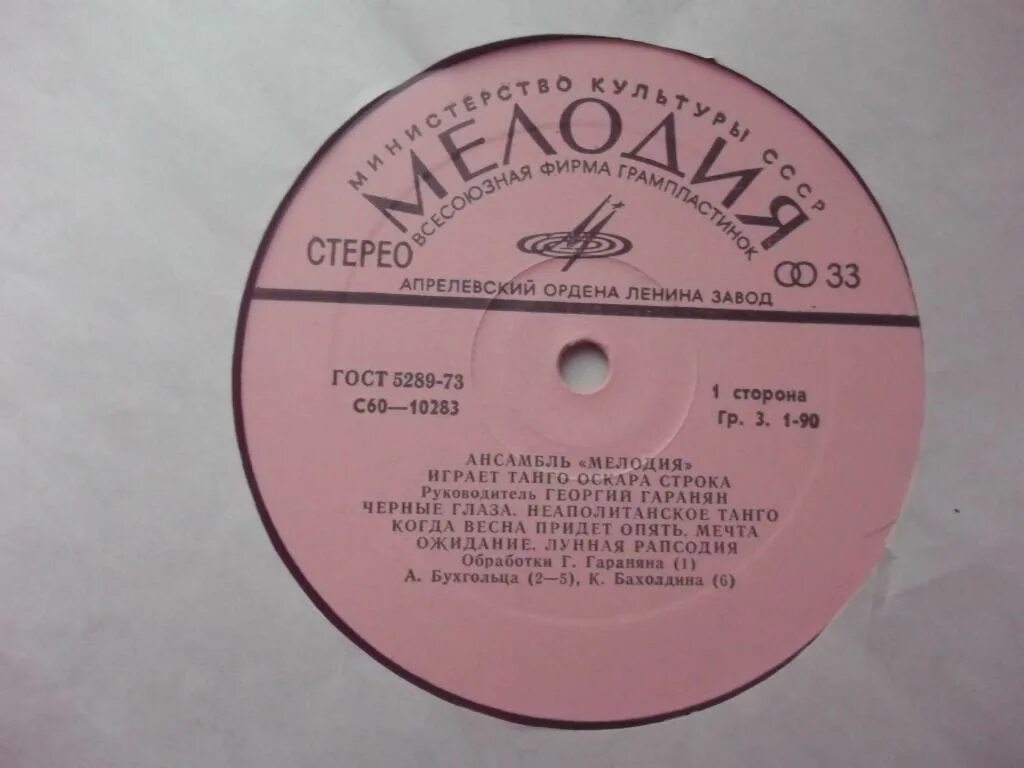 МИНИСТЕРСТВО КУЛЬТУРЫ СССР
МЕЛОДИЯ
ВСЕСОЮЗНАЯ ФИРМА ГРАМПЛАСТИНОК
СТЕРЕО
33
АПРЕЛЕВСКИЙ ОРДЕНА ЛЕНИНА ЗАВОД
ГОСТ 5289-73
С60—10283
1 сторона
Гр. 3. 1-90
АНСАМБЛЬ «МЕЛОДИЯ»
ИГРАЕТ ТАНГО ОСКАРА СТРОКА
Руководитель ГЕОРГИЙ ГАРАНЯН
ЧЕРНЫЕ ГЛАЗА. НЕАПОЛИТАНСКОЕ ТАНГО
КОГДА ВЕСНА ПРИДЕТ ОПЯТЬ. МЕЧТА
ОЖИДАНИЕ. ЛУННАЯ РАПСОДИЯ
Обработки Г. Гараняна (1)
А. Бухгольца (2—5), К. Бахолдина (6)